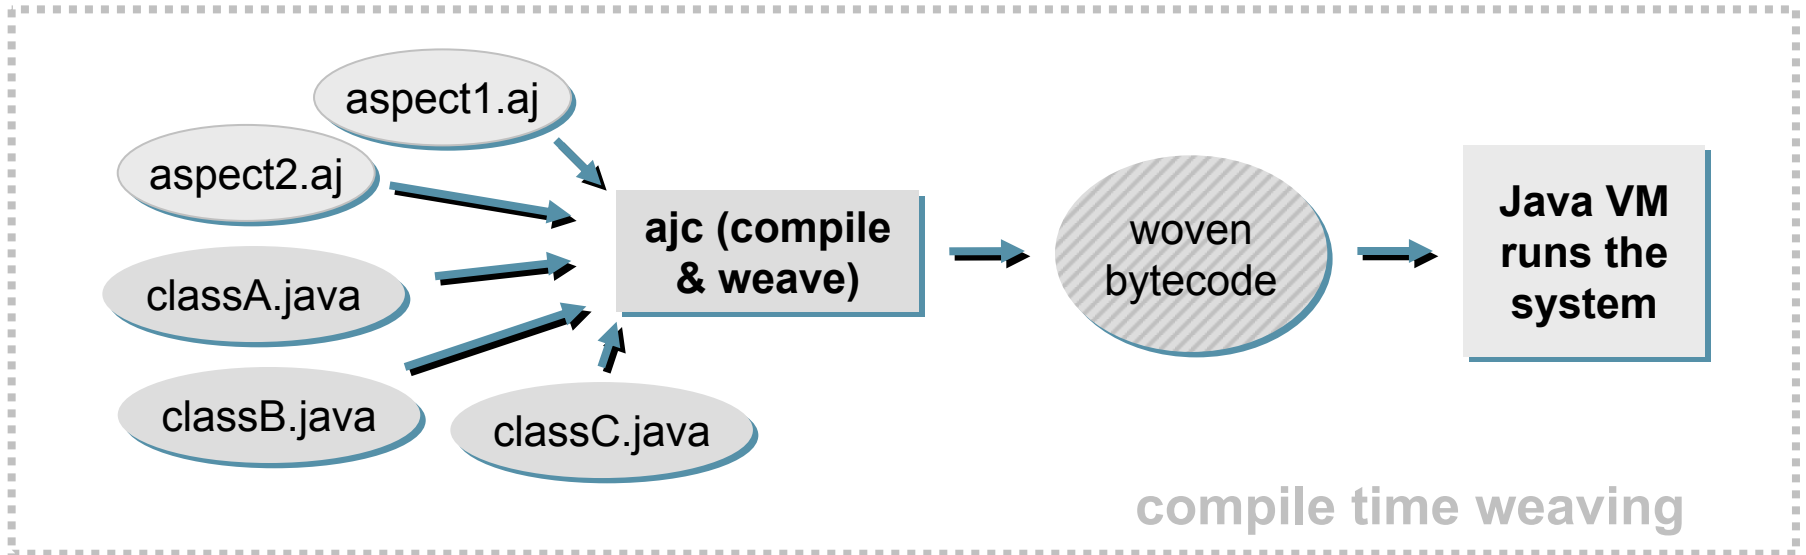 aspect1.aj
aspect2.aj
classA.java
classB.java
classC.java
ajc (compile
& weave)
woven
bytecode
Java VM
runs the
system
compile time weaving